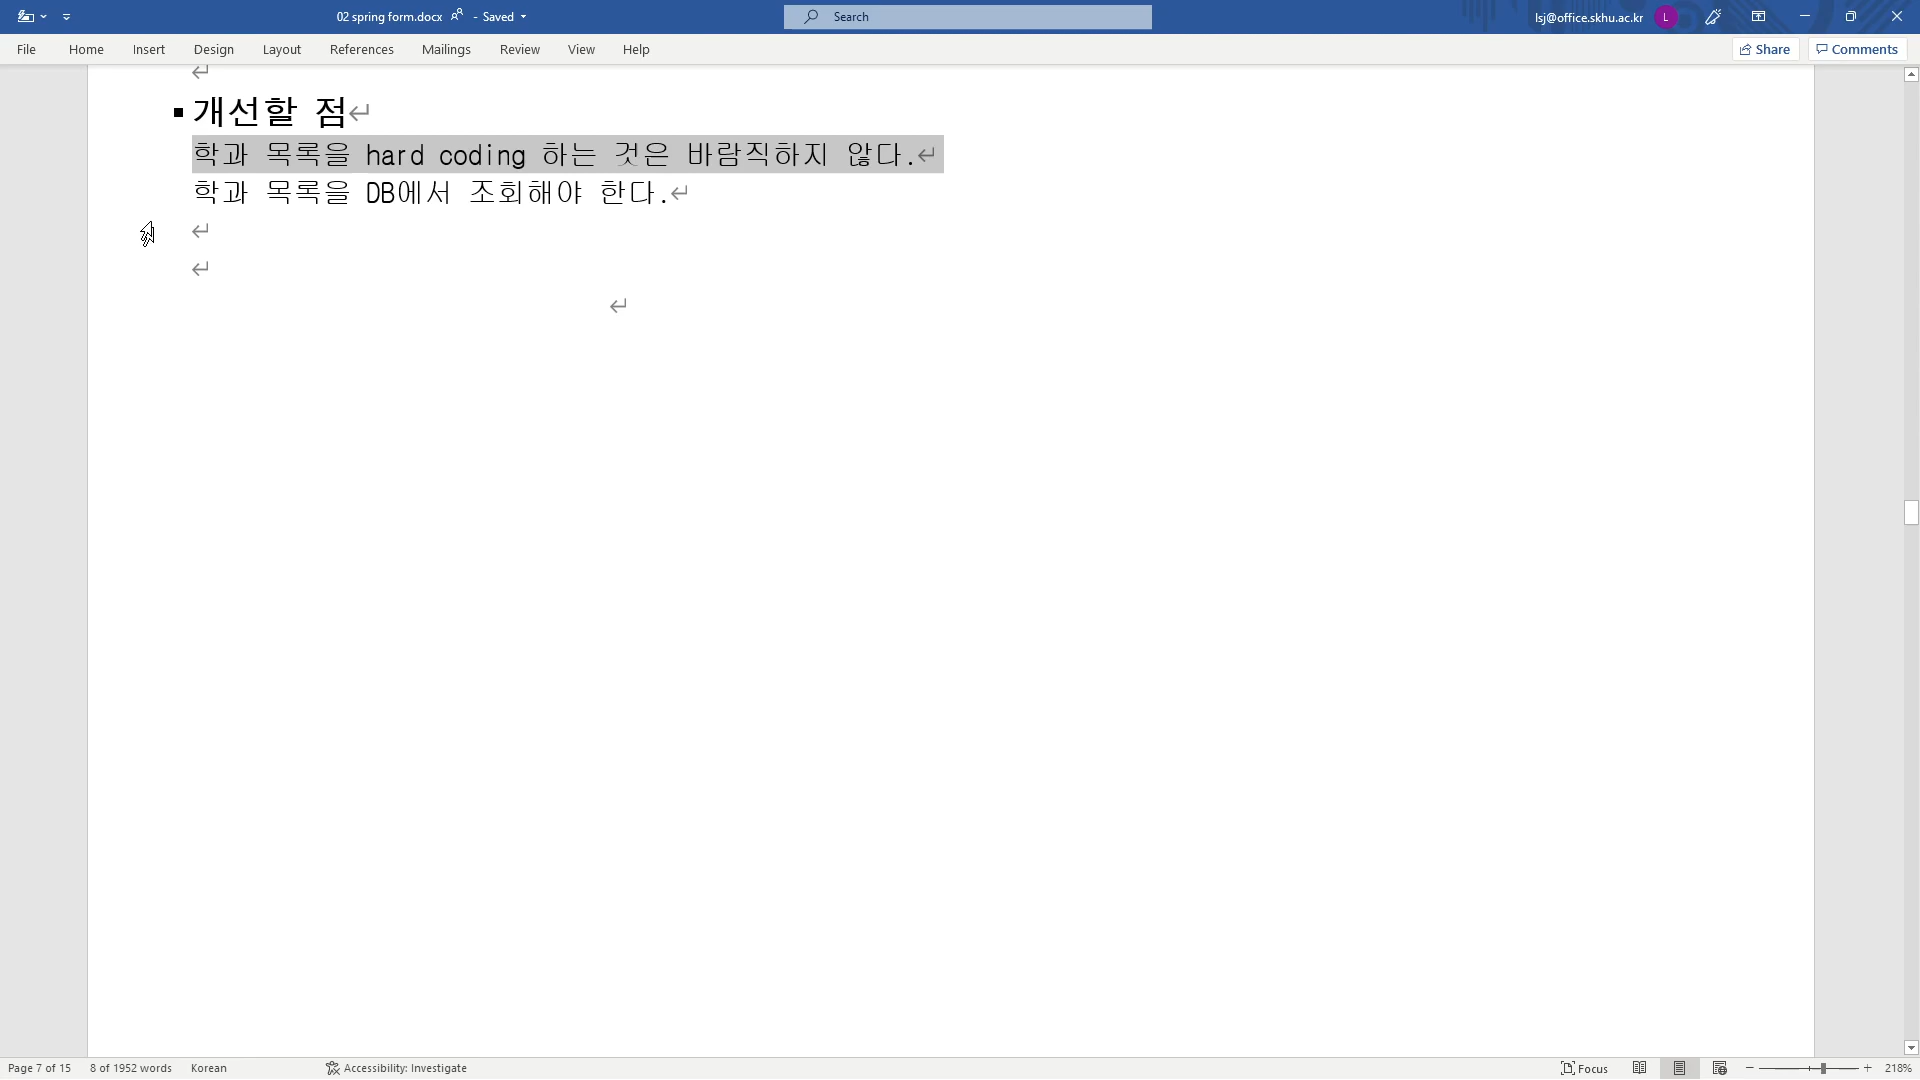 02 spring form.docx - Saved
Search
lsj@office.skhu.ac.kr
L
File Home Insert Design Layout References Mailings Review View Help
Share Comments
개선할 점
학과 목록을 hard coding 하는 것은 바람직하지 않다.
학과 목록을 DB에서 조회해야 한다.
Page 7 of 15 8 of 1952 words Korean Accessibility: Investigate Focus 218%